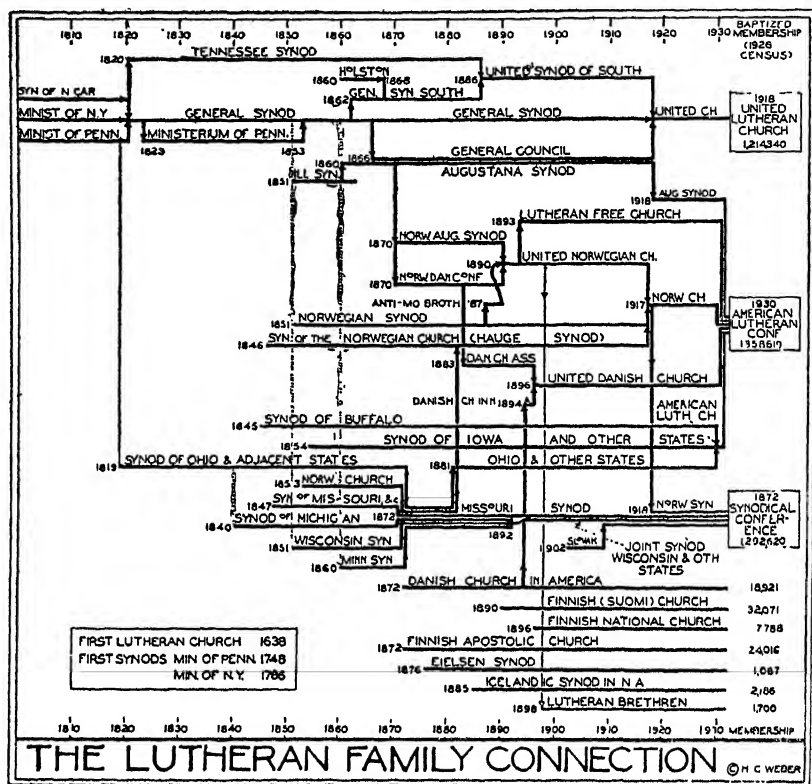 1810 1820 1830 1840 1850 1860 1870 1880 1890 1900 1910 1920 1930
BAPTIZED
MEMBERSHIP
(1926
CENSUS)
1820 TENNESSEE SYNOD
HOLSTON
1860 1868
GEN. SYN SOUTH
1862
1886 UNITED SYNOD OF SOUTH
SYN OF N CAR
MINIST OF N.Y
GENERAL SYNOD
GENERAL SYNOD
1918 UNITED CH
1918
UNITED
LUTHERAN
CHURCH
1,214,340
MINIST OF PENN.
1823
MINISTERIUM OF PENN.
1853
GENERAL COUNCIL
1866
1860
AUGUSTANA SYNOD
ILL SYN.
1851
1918 AUG SYNOD
1893 LUTHERAN FREE CHURCH
NORW AUG. SYNOD
1870
1890 UNITED NORWEGIAN CH.
NORW DAN CONF
1870
ANTI-MO BROTH '87
1917 NORW CH
1930
AMERICAN
LUTHERAN
CONF
NORWEGIAN SYNOD
1851
1846 SYN OF THE NORWEGIAN CHURCH (HAUGE SYNOD)
DAN CH ASS
1883
1896 UNITED DANISH CHURCH
DANISH CH IN N 1894
AMERICAN
LUTH CH
SYNOD OF BUFFALO
1845
1854 SYNOD OF IOWA AND OTHER STATES
1819 SYNOD OF OHIO & ADJACENT STATES
1881 OHIO & OTHER STATES
1853 NORW CHURCH
1847 SYN OF MISSOURI, &c
1872 MISSOURI SYNOD
1918 NORW SYN
1872
SYNODICAL
CONFER-
ENCE
1,292,620
SYNOD OF MICHIGAN
1840
1892
WISCONSIN SYN
1851
1902 SLOVAK
JOINT SYNOD
WISCONSIN & OTH
STATES
MINN SYN
1860
1872 DANISH CHURCH IN AMERICA 18,921
1890 FINNISH (SUOMI) CHURCH 32,071
1896 FINNISH NATIONAL CHURCH 7788
1872 FINNISH APOSTOLIC CHURCH 24,016
1876 EIELSEN SYNOD 1,087
1885 ICELANDIC SYNOD IN N A 2,186
1898 LUTHERAN BRETHREN 1,700
FIRST LUTHERAN CHURCH 1638
FIRST SYNODS MIN OF PENN. 1748
MIN. OF N.Y. 1786
1810 1820 1830 1840 1850 1860 1870 1880 1890 1900 1910 1920 1930 MEMBERSHIP
THE LUTHERAN FAMILY CONNECTION © H C WEBER